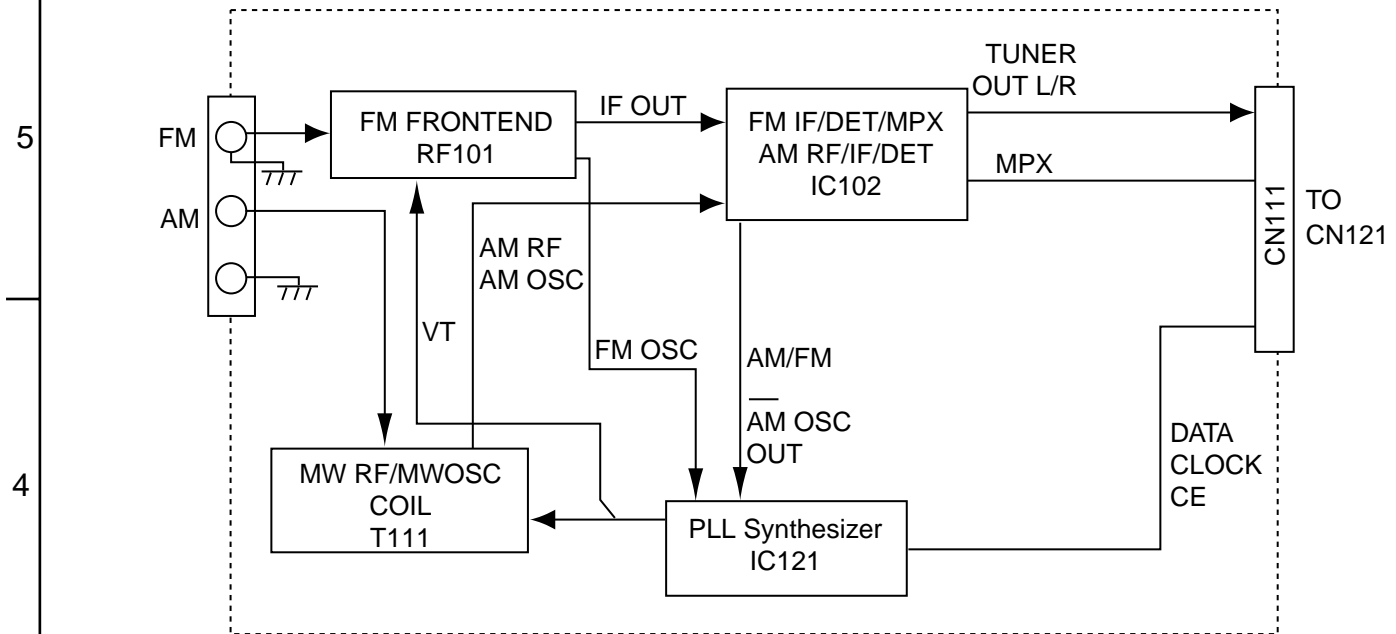 TUNER
OUT L/R
5
FM
FM FRONTEND
RF101
IF OUT
FM IF/DET/MPX
AM RF/IF/DET
IC102
MPX
CN111
TO
CN121
AM
AM RF
AM OSC
VT
FM OSC
AM/FM
AM OSC
OUT
DATA
CLOCK
CE
4
MW RF/MWOSC
COIL
T111
PLL Synthesizer
IC121